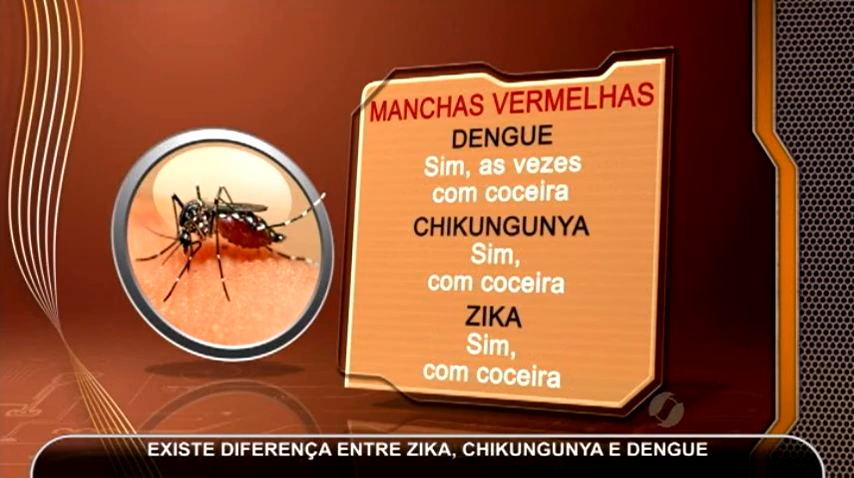 MANCHAS VERMELHAS
DENGUE
Sim, as vezes
com coceira
CHIKUNGUNYA
Sim,
com coceira
ZIKA
Sim,
com coceira
EXISTE DIFERENÇA ENTRE ZIKA, CHIKUNGUNYA E DENGUE